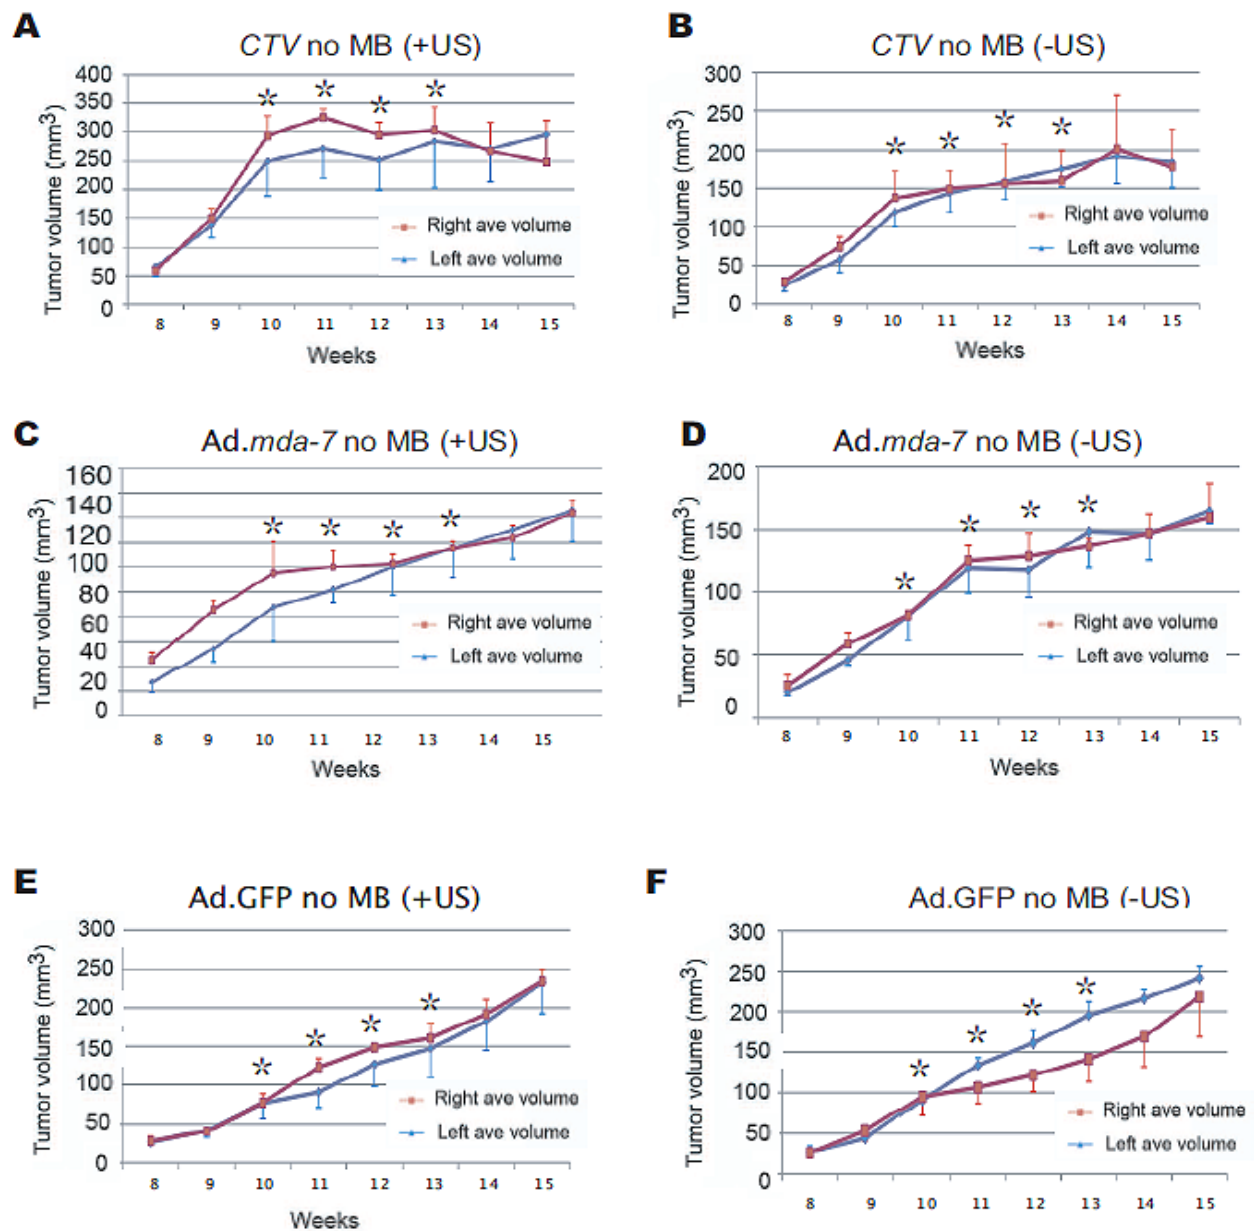 A
CTV no MB (+US)
Tumor volume (mm³)
400
350
300
250
200
150
100
50
0
* * * *
Right ave volume
Left ave volume
8 9 10 11 12 13 14 15
Weeks
B
CTV no MB (-US)
Tumor volume (mm³)
300
250
200
150
100
50
0
* * * *
Right ave volume
Left ave volume
8 9 10 11 12 13 14 15
Weeks
C
Ad.mda-7 no MB (+US)
Tumor volume (mm³)
160
140
120
100
80
60
40
20
0
* * * *
Right ave volume
Left ave volume
8 9 10 11 12 13 14 15
Weeks
D
Ad.mda-7 no MB (-US)
Tumor volume (mm³)
200
150
100
50
0
* * * *
Right ave volume
Left ave volume
8 9 10 11 12 13 14 15
Weeks
E
Ad.GFP no MB (+US)
Tumor volume (mm³)
300
250
200
150
100
50
0
* * * *
Right ave volume
Left ave volume
8 9 10 11 12 13 14 15
Weeks
F
Ad.GFP no MB (-US)
Tumor volume (mm³)
300
250
200
150
100
50
0
* * * *
Right ave volume
Left ave volume
8 9 10 11 12 13 14 15